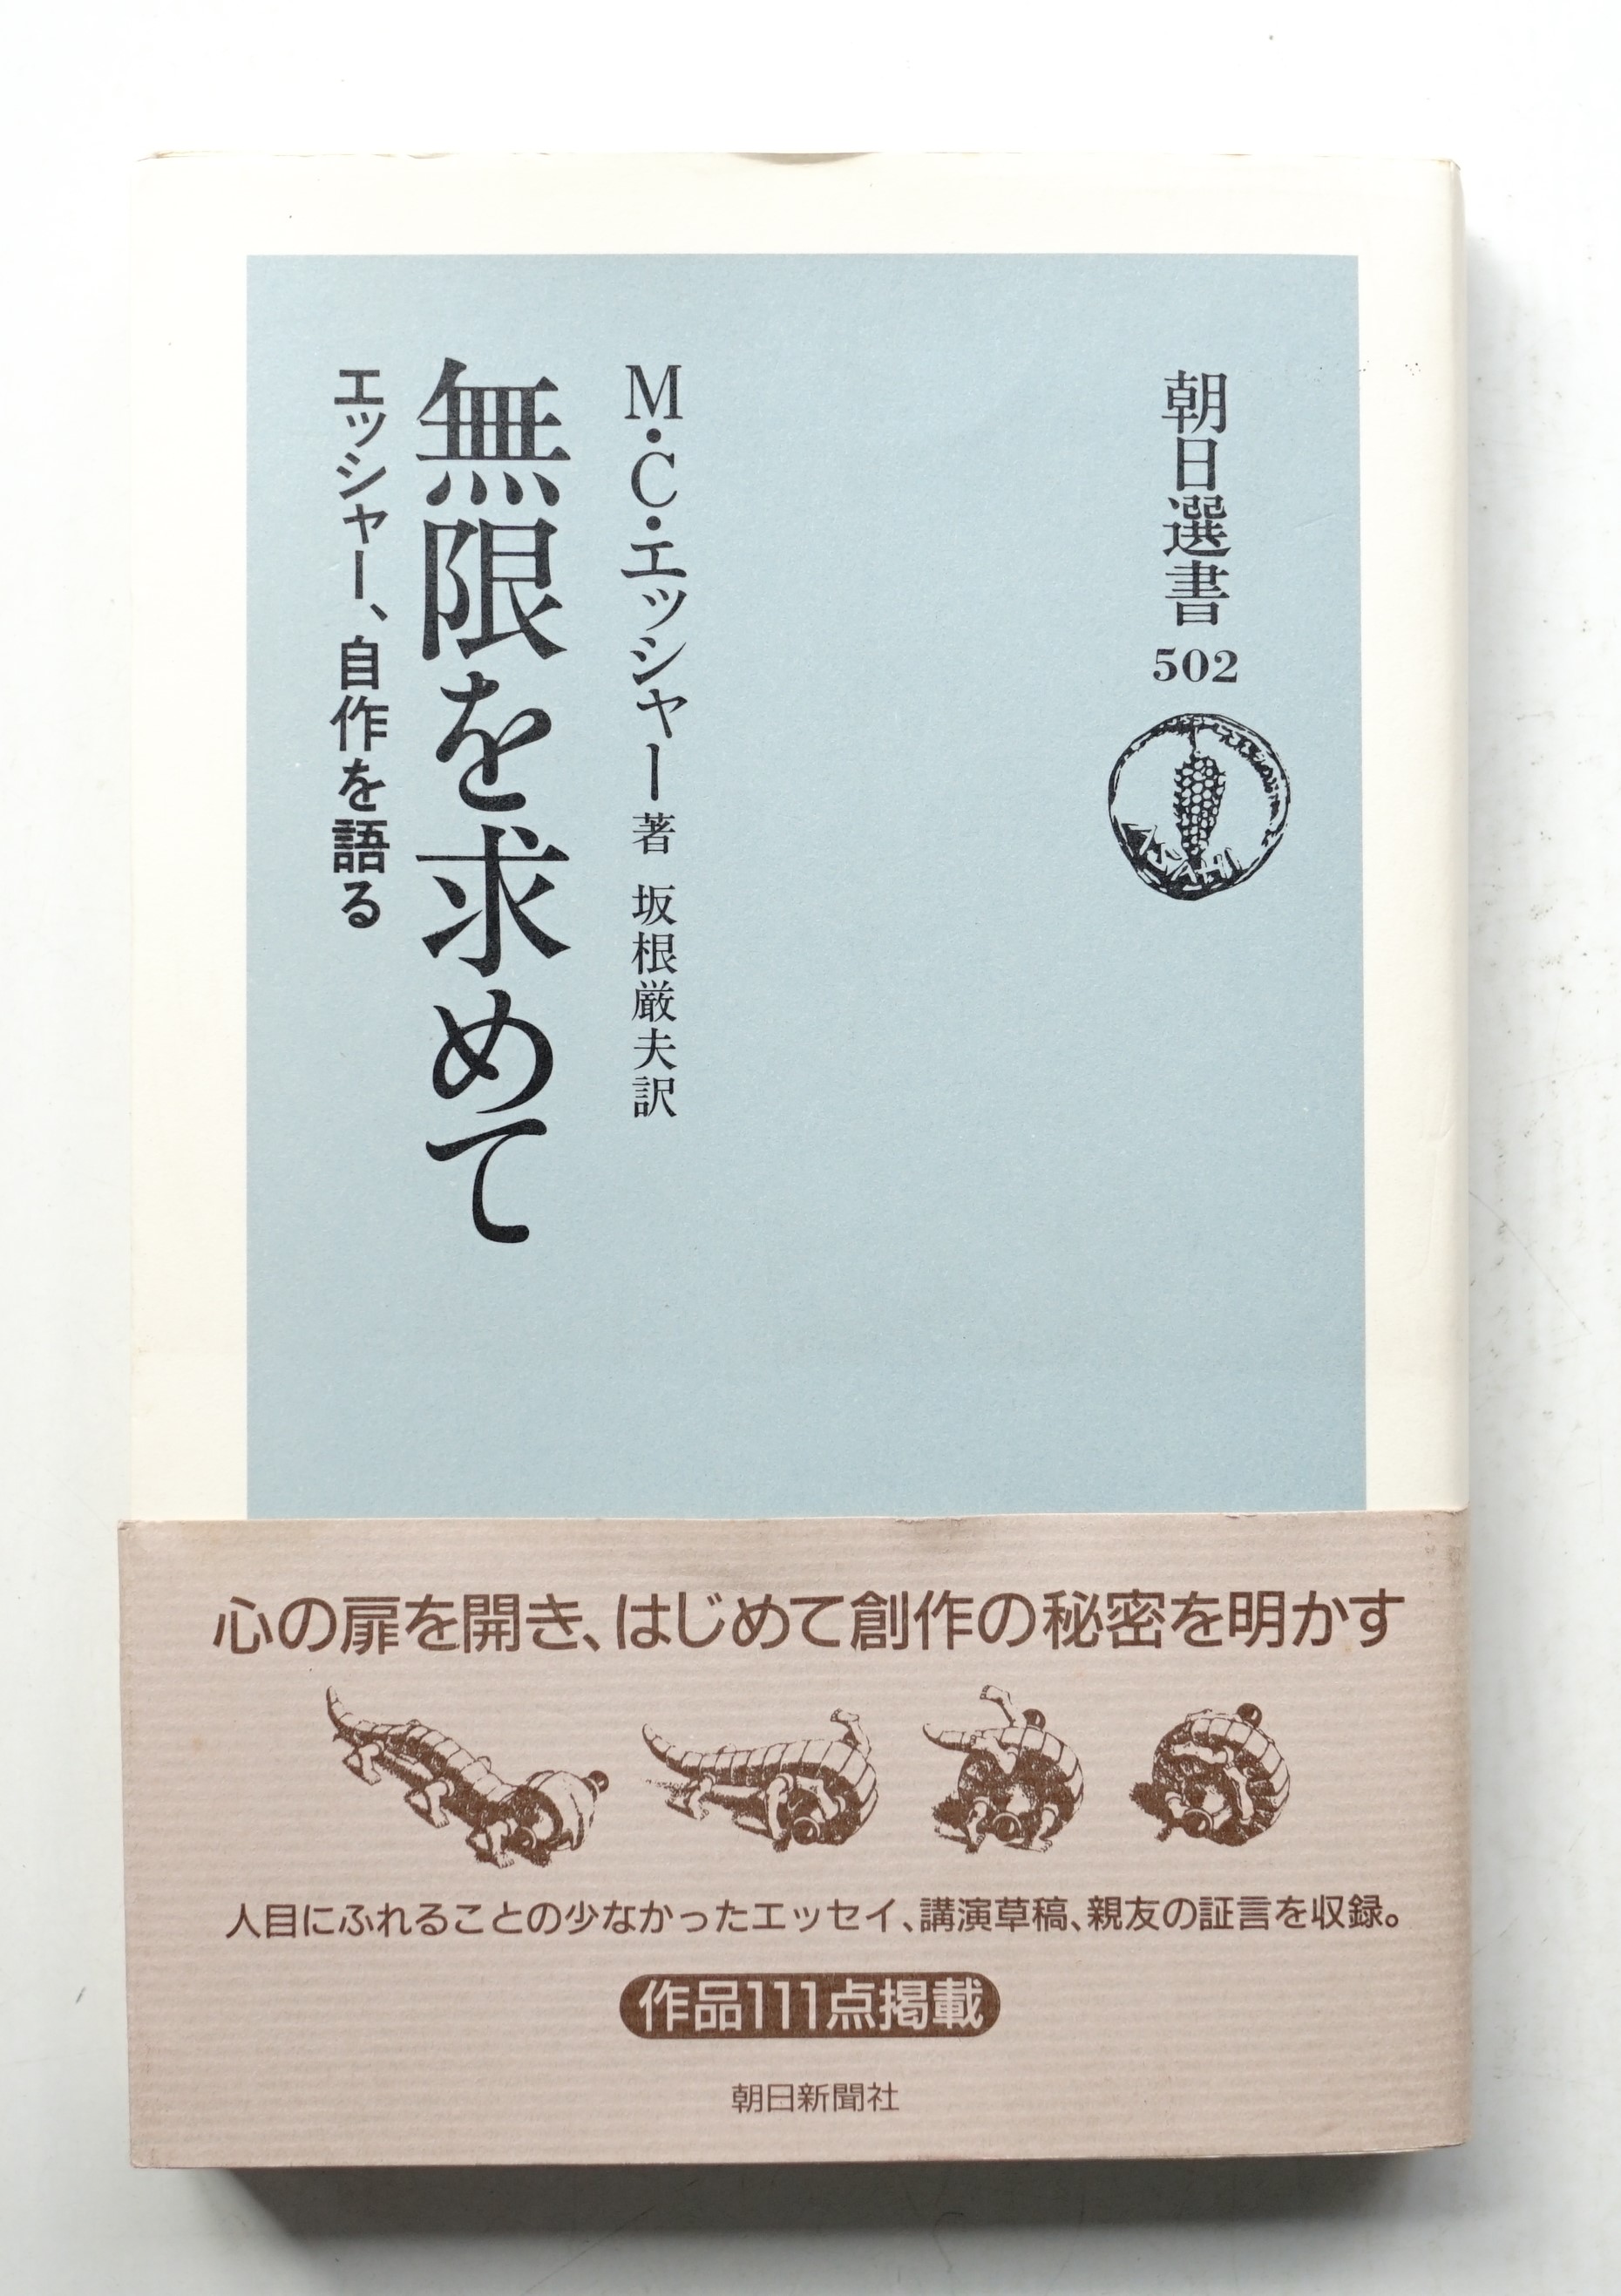 朝日選書
502
ASAHI
M・C・エッシャー著 坂根厳夫訳
無限を求めて
エッシャー、自作を語る
心の扉を開き、はじめて創作の秘密を明かす
人目にふれることの少なかったエッセイ、講演草稿、親友の証言を収録。
作品111点掲載
朝日新聞社